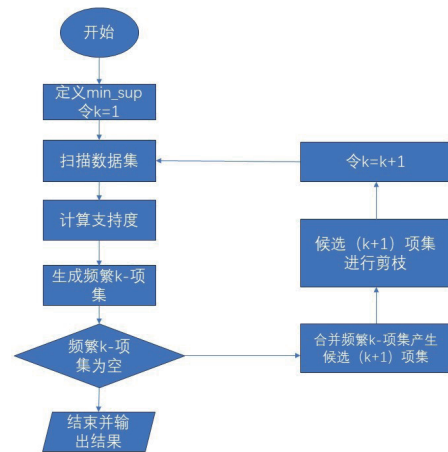 开始
定义min_sup
令k=1
扫描数据集
计算支持度
生成频繁k-项
集
频繁k-项
集为空
结束并输
出结果
合并频繁k-项集产生
候选（k+1）项集
候选（k+1）项集
进行剪枝
令k=k+1